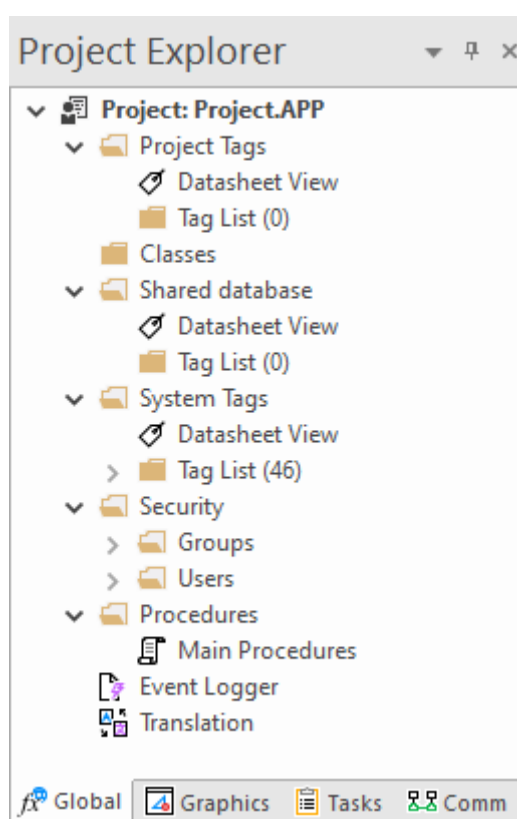 Project Explorer
Project: Project.APP
Project Tags
Datasheet View
Tag List (0)
Classes
Shared database
Datasheet View
Tag List (0)
System Tags
Datasheet View
Tag List (46)
Security
Groups
Users
Procedures
Main Procedures
Event Logger
Translation
Global Graphics Tasks Comm